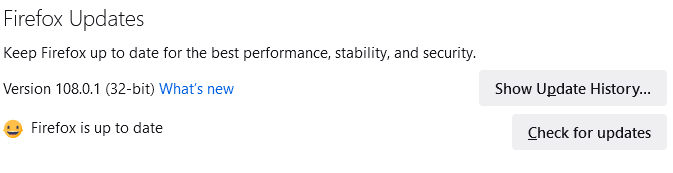 Firefox Updates
Keep Firefox up to date for the best performance, stability, and security.
Version 108.0.1 (32-bit) What's new
Show Update History...
Firefox is up to date
Check for updates